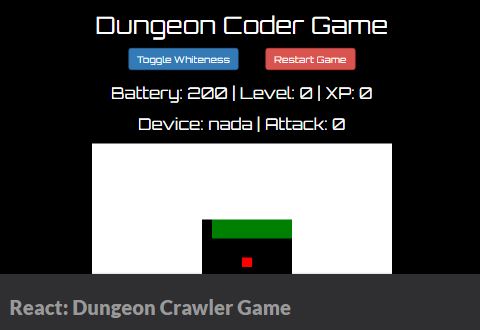 Dungeon Coder Game
Toggle Whiteness Restart Game
Battery: 200 | Level: 0 | XP: 0
Device: nada | Attack: 0
React: Dungeon Crawler Game